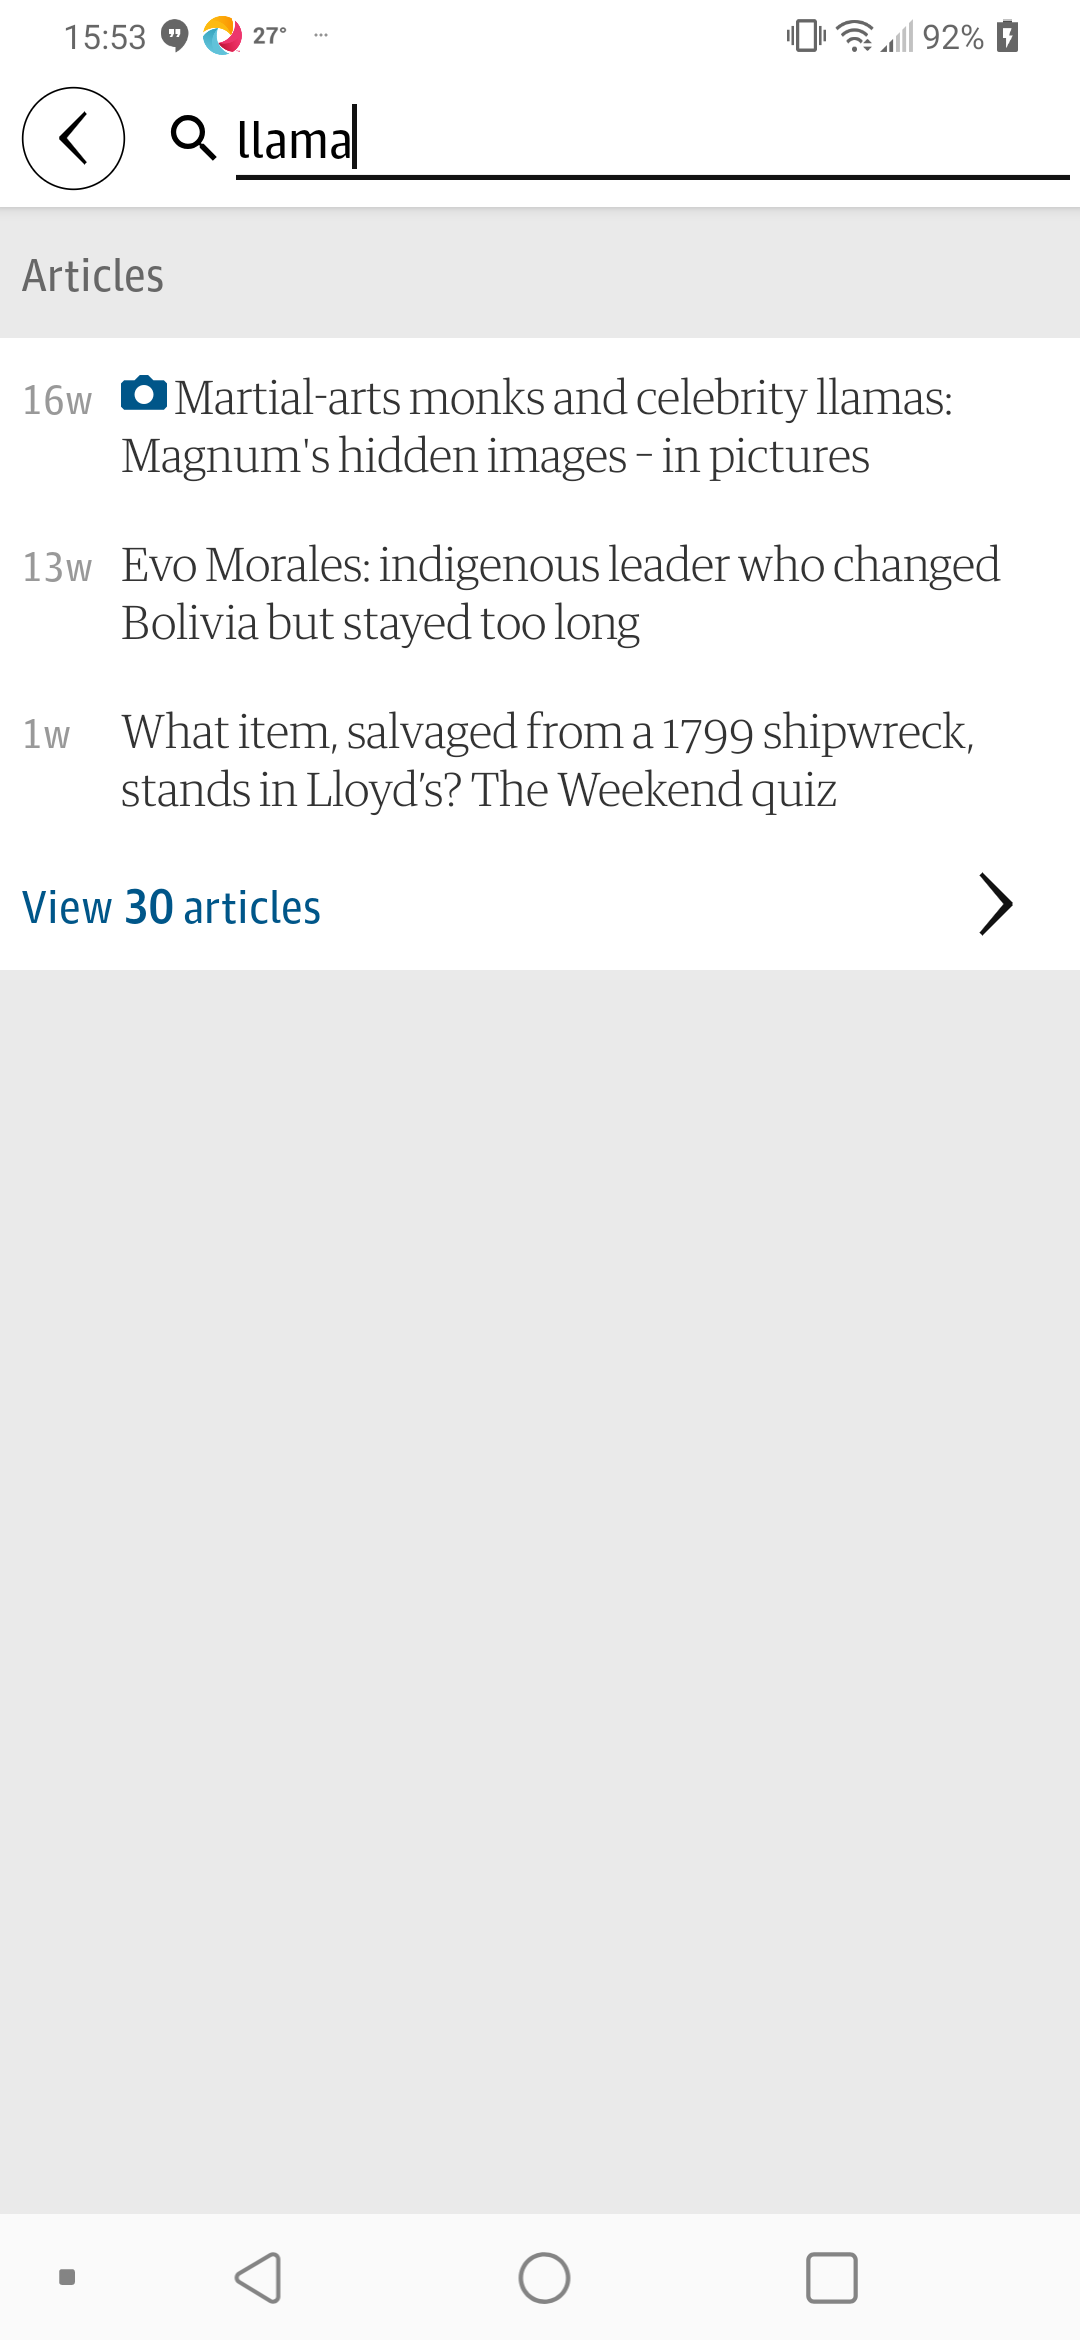 15:53 27° ... 92%
llama
Articles
16w Martial-arts monks and celebrity llamas:
Magnum's hidden images – in pictures
13w Evo Morales: indigenous leader who changed
Bolivia but stayed too long
1w What item, salvaged from a 1799 shipwreck,
stands in Lloyd’s? The Weekend quiz
View 30 articles